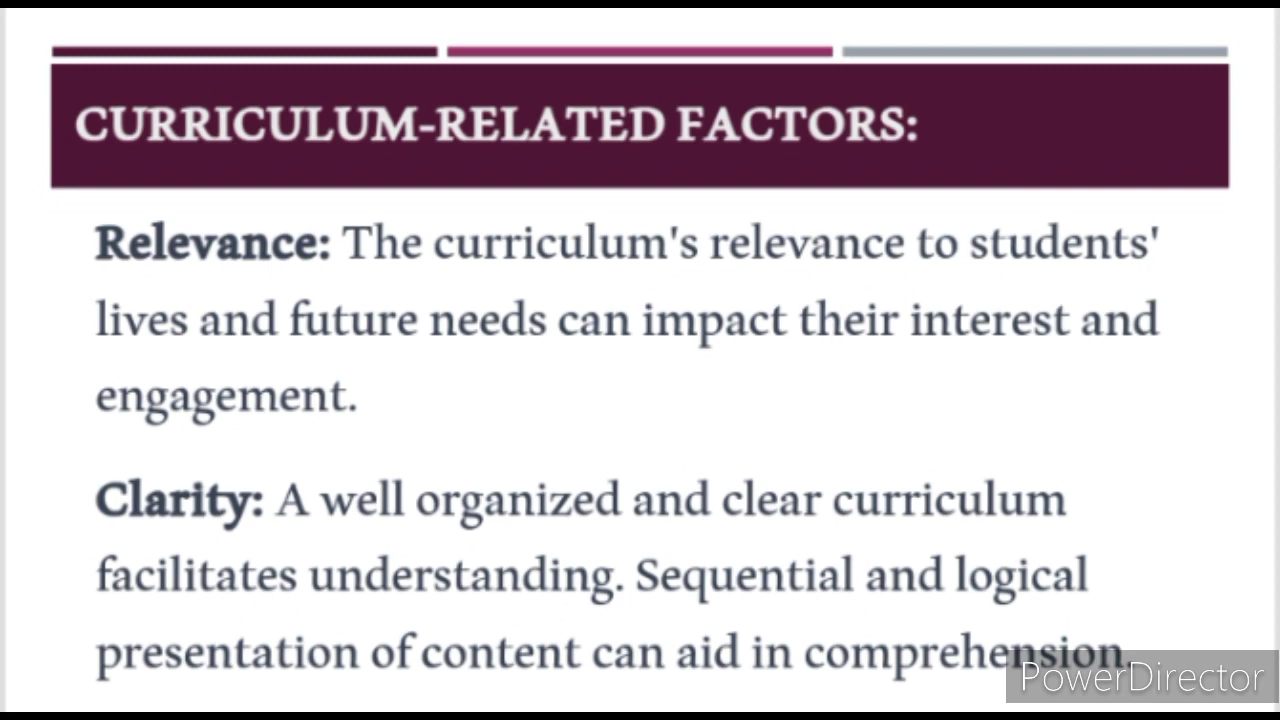 CURRICULUM-RELATED FACTORS:
Relevance: The curriculum's relevance to students'
lives and future needs can impact their interest and
engagement.
Clarity: A well organized and clear curriculum
facilitates understanding. Sequential and logical
presentation of content can aid in comprehension.
PowerDirector